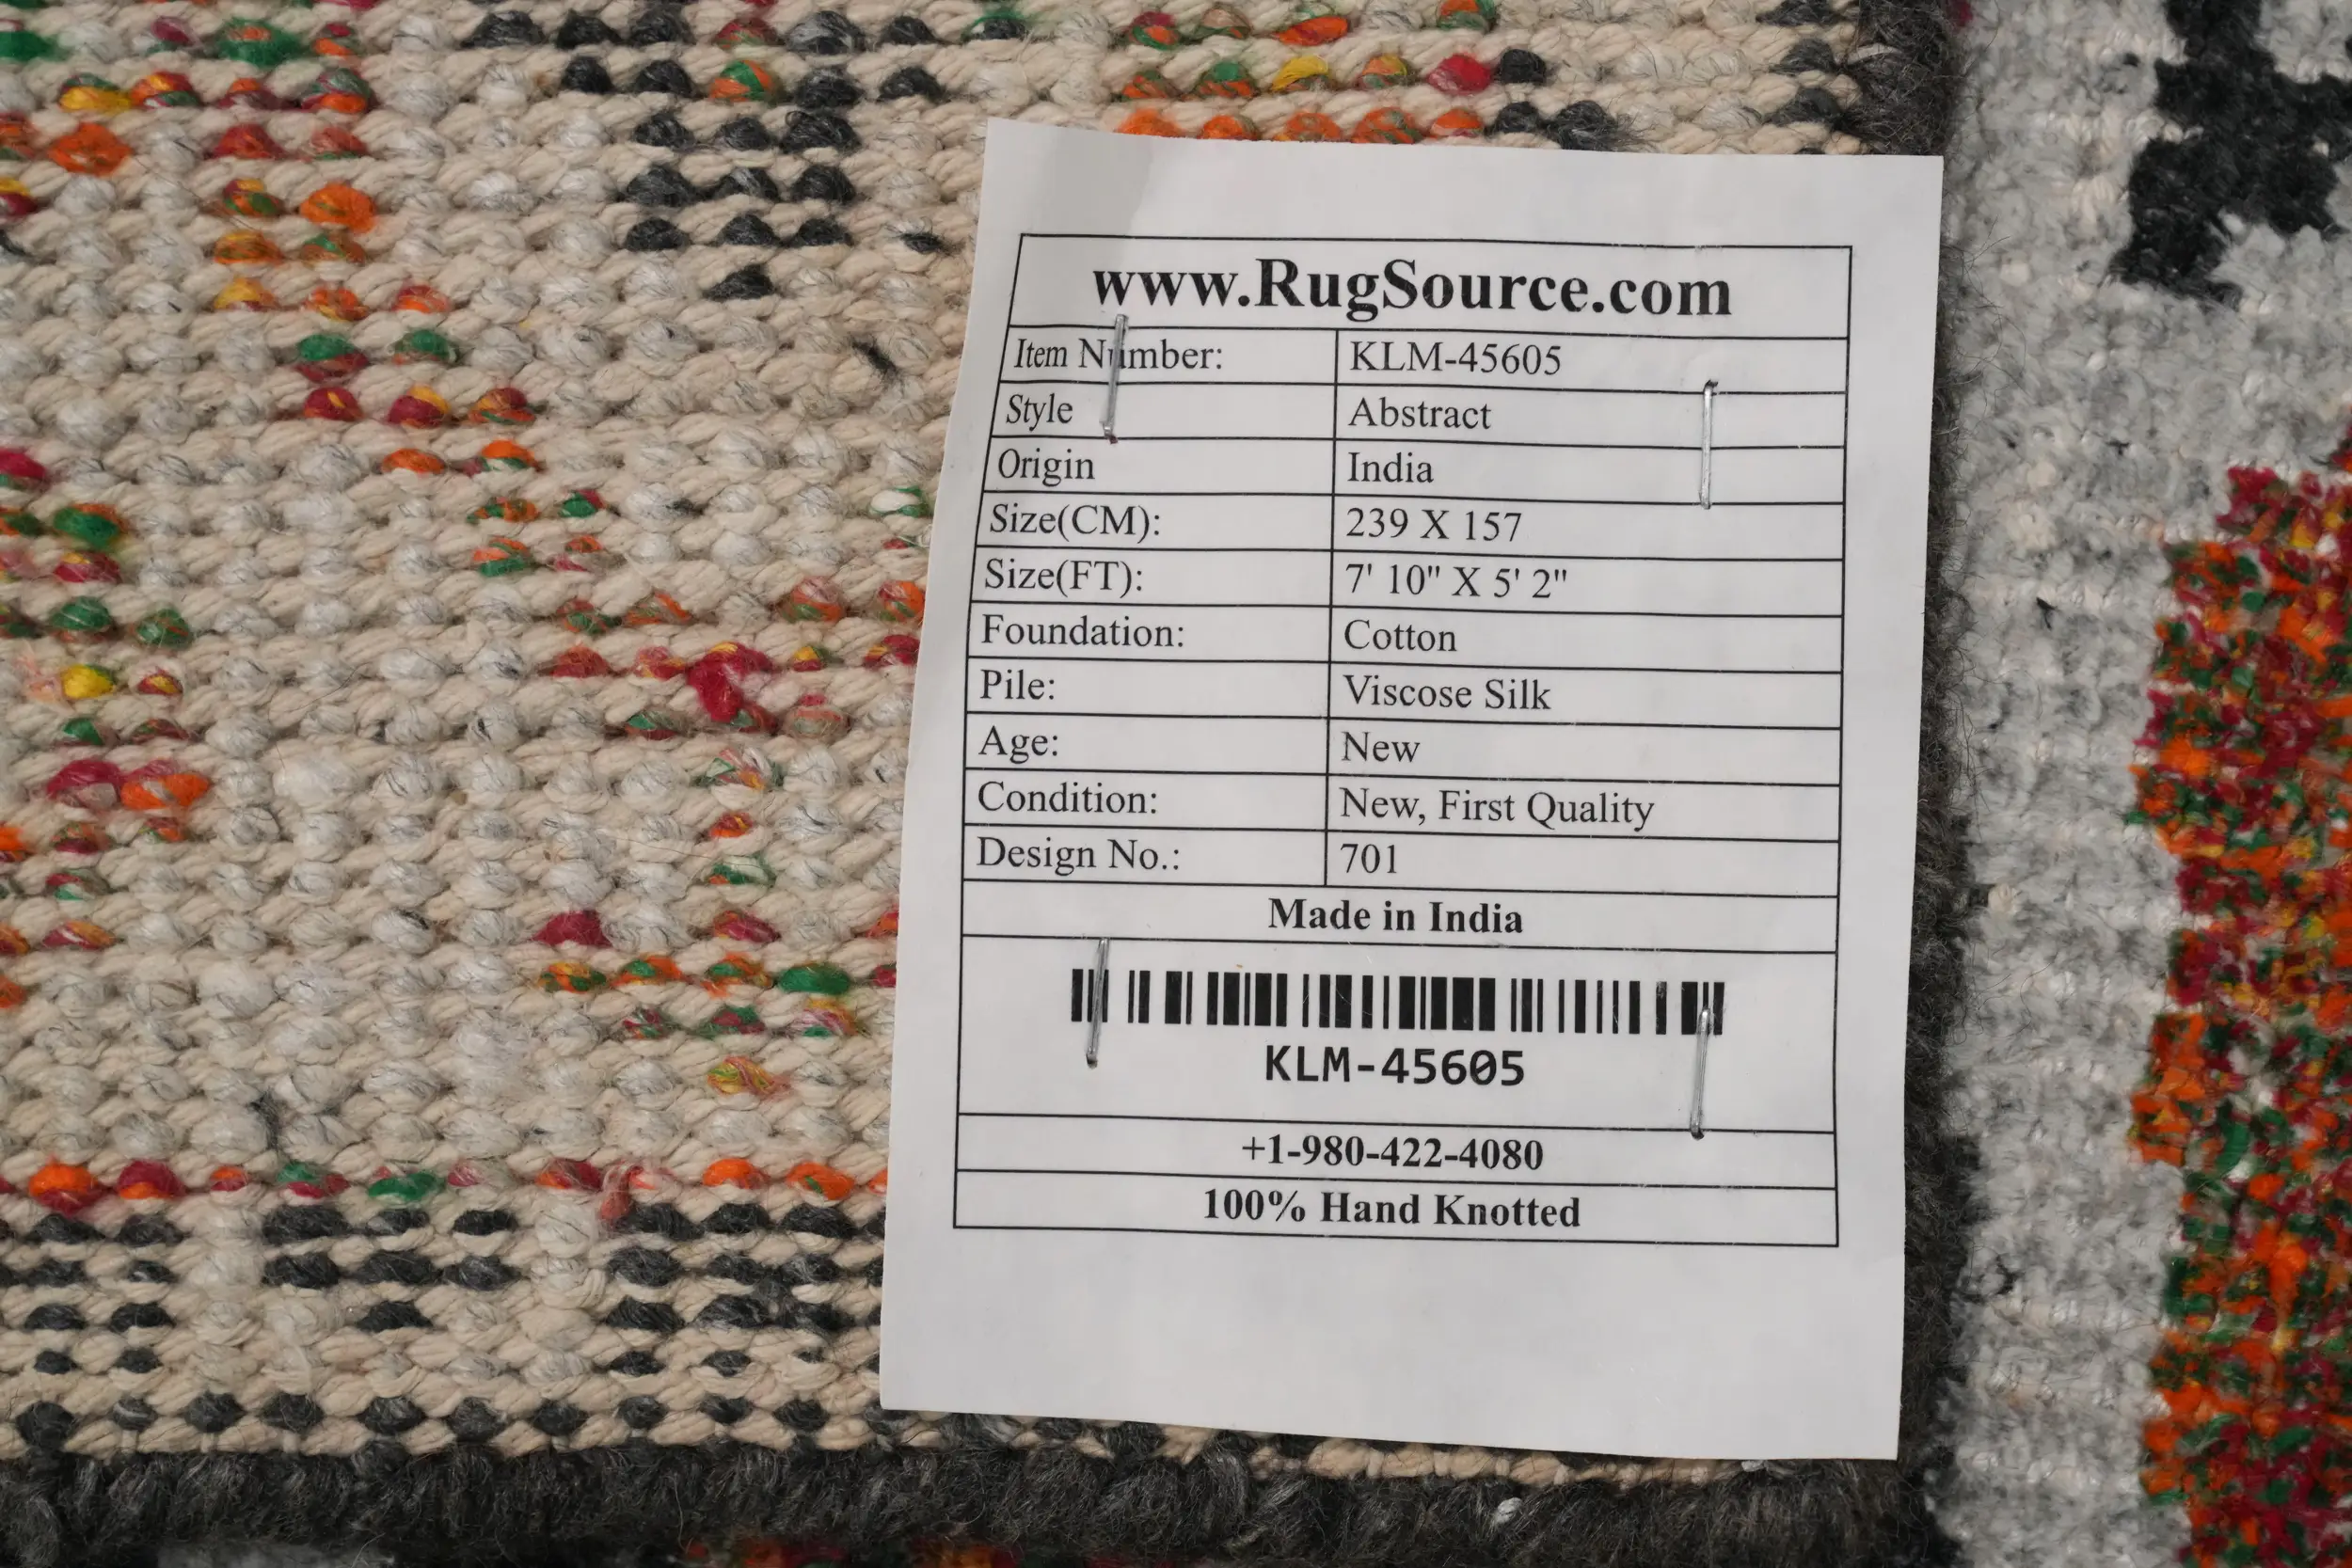 www.RugSource.com
Item Number: KLM-45605
Style Abstract
Origin India
Size(CM): 239 X 157
Size(FT): 7' 10" X 5' 2"
Foundation: Cotton
Pile: Viscose Silk
Age: New
Condition: New, First Quality
Design No.: 701
Made in India
KLM-45605
+1-980-422-4080
100% Hand Knotted